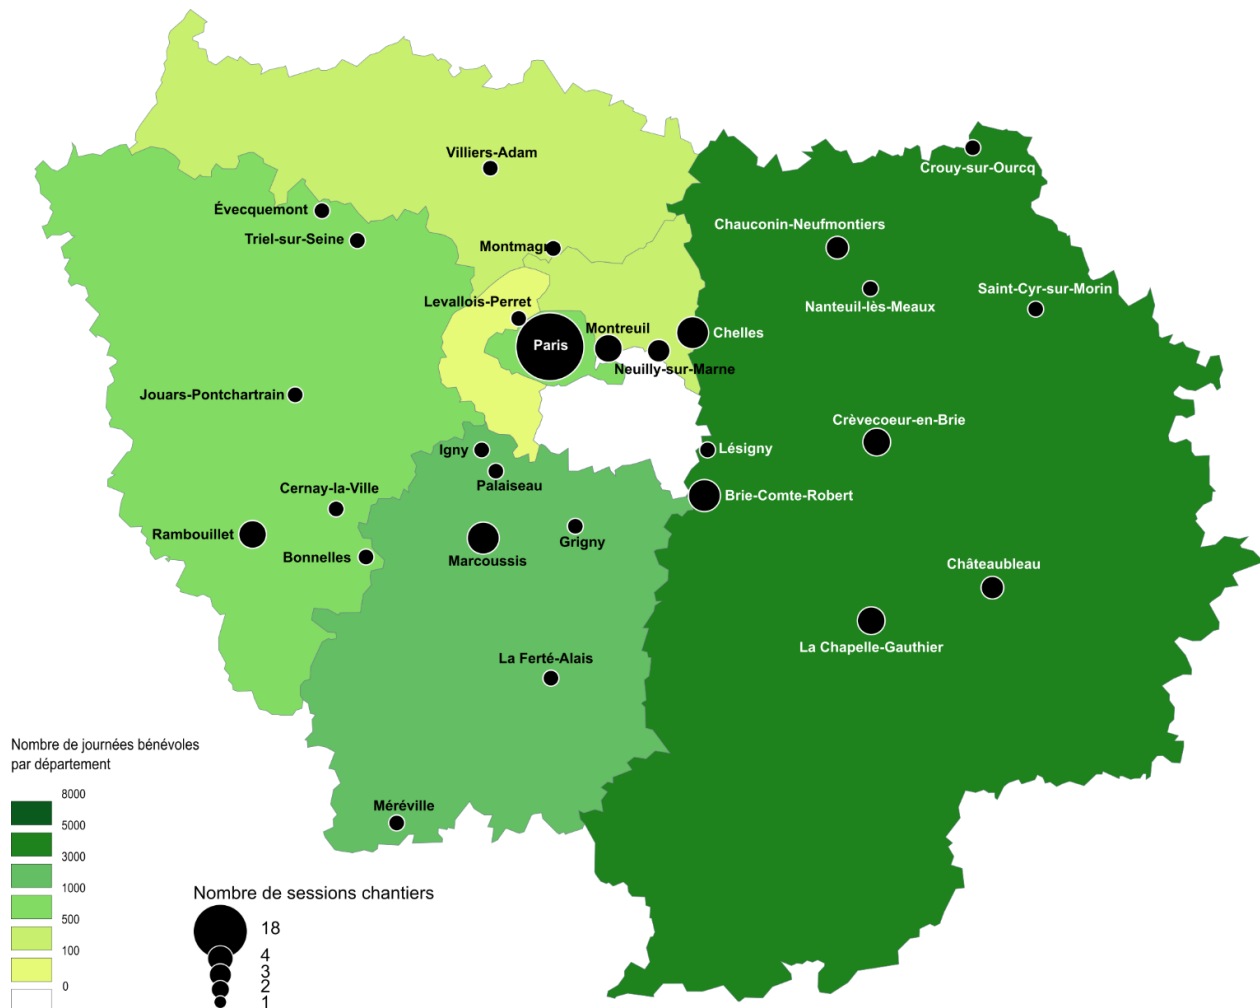 Villiers-Adam
Crouy-sur-Ourcq
Évecquemont
Chauconin-Neufmontiers
Triel-sur-Seine
Montmagn
Saint-Cyr-sur-Morin
Levallois-Perret
Nanteuil-lès-Meaux
Montreuil
Chelles
Paris
Neuilly-sur-Marne
Jouars-Pontchartrain
Crèvecoeur-en-Brie
Igny
Lésigny
Palaiseau
Cernay-la-Ville
Brie-Comte-Robert
Rambouillet
Grigny
Bonnelles
Marcoussis
Châteaubleau
La Chapelle-Gauthier
La Ferté-Alais
Méréville
Nombre de journées bénévoles
par département
8000
5000
3000
1000
500
100
0
Nombre de sessions chantiers
18
4
3
2
1